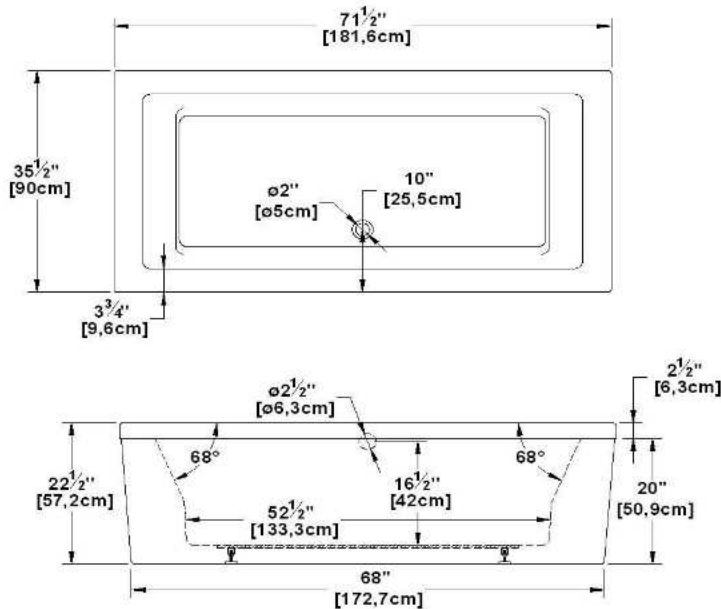 71½"
[181,6cm]
35½"
[90cm]
ø2"
[ø5cm]
10"
[25,5cm]
3¾"
[9,6cm]
ø2½"
[ø6,3cm]
2½"
[6,3cm]
68°
68°
22½"
[57,2cm]
16½"
[42cm]
20"
[50,9cm]
52½"
[133,3cm]
68"
[172,7cm]